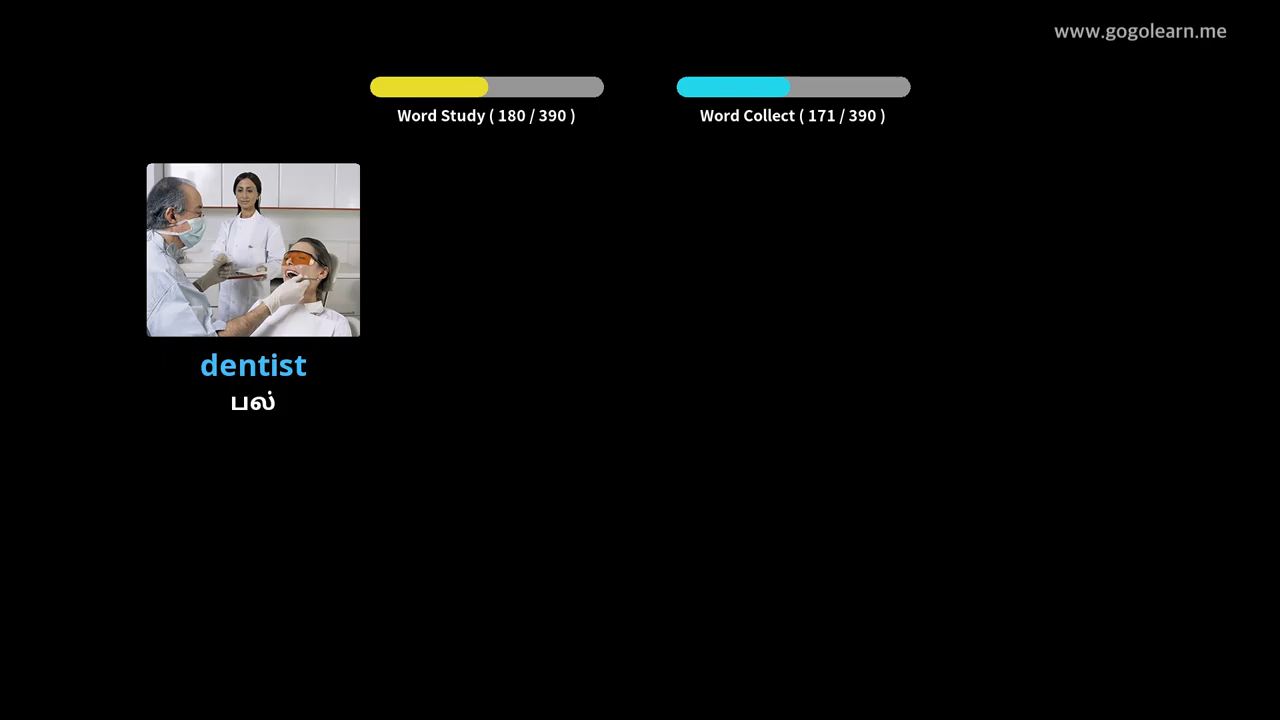 www.gogolearn.me
Word Study ( 180 / 390 )
Word Collect ( 171 / 390 )
dentist
பல்